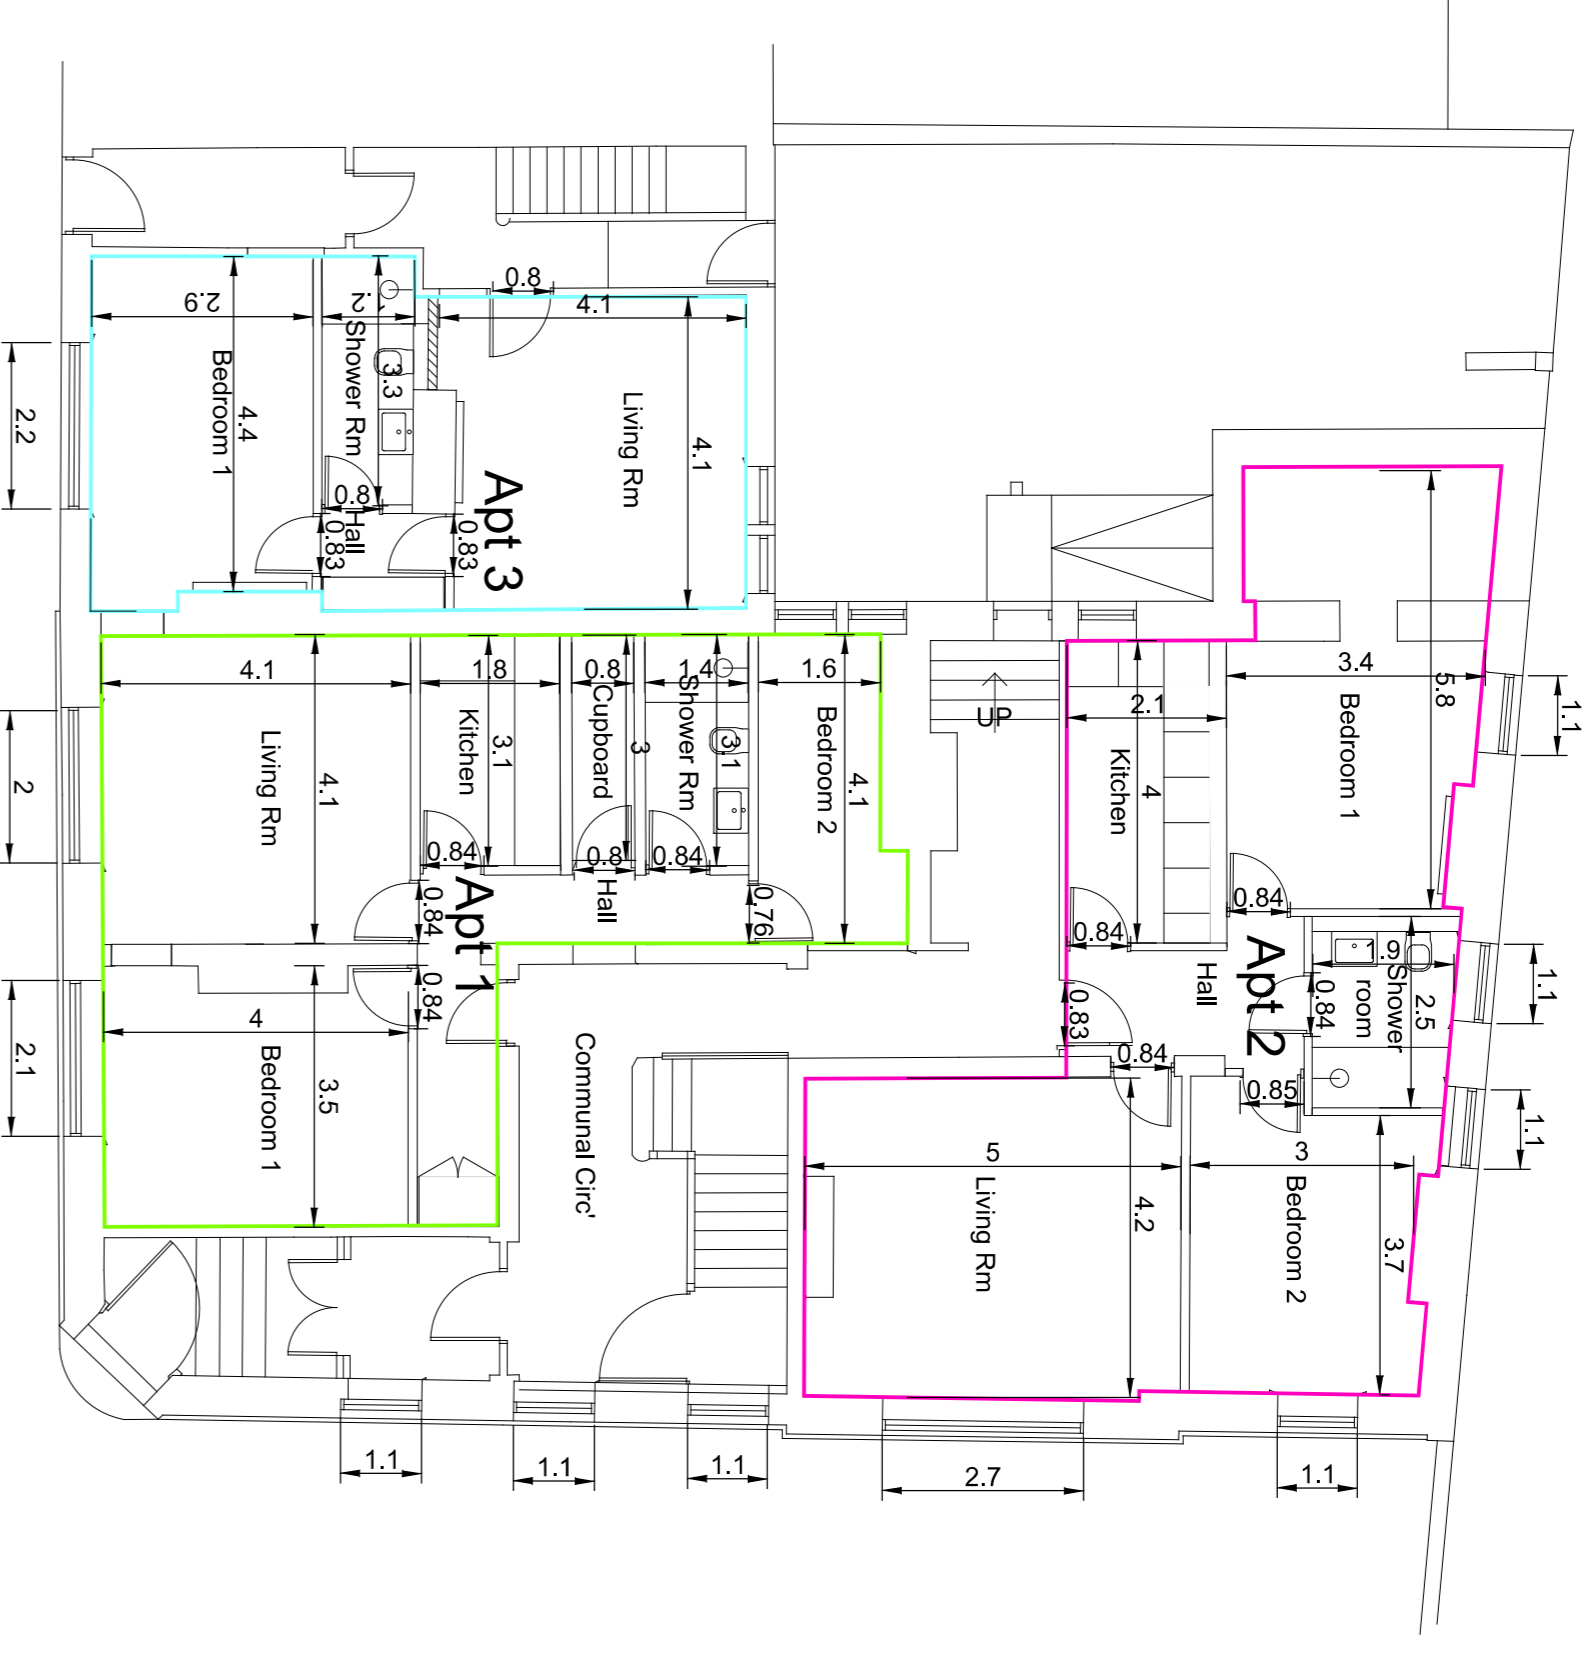 0.8
4.1
2.9
1.2
Shower Rm
3.3
Bedroom 1
4.4
Living Rm
4.1
2.2
Apt 3
0.8
Hall
0.83
0.83
4.1
1.8
0.8
1.4
1.6
Living Rm
4.1
Kitchen
3.1
Cupboard
3
Shower Rm
3.1
Bedroom 2
4.1
2
0.84
0.8
0.84
0.84
Apt 1
Hall
0.76
0.84
4
Bedroom 1
3.5
2.1
Communal Circ'
UP
2.1
3.4
5.8
Bedroom 1
1.1
Kitchen
4
0.84
0.84
Apt 2
Hall
1.9
Shower
room
2.5
0.84
1.1
0.83
0.84
0.85
1.1
5
3
Living Rm
4.2
Bedroom 2
3.7
1.1
1.1
1.1
2.7
1.1